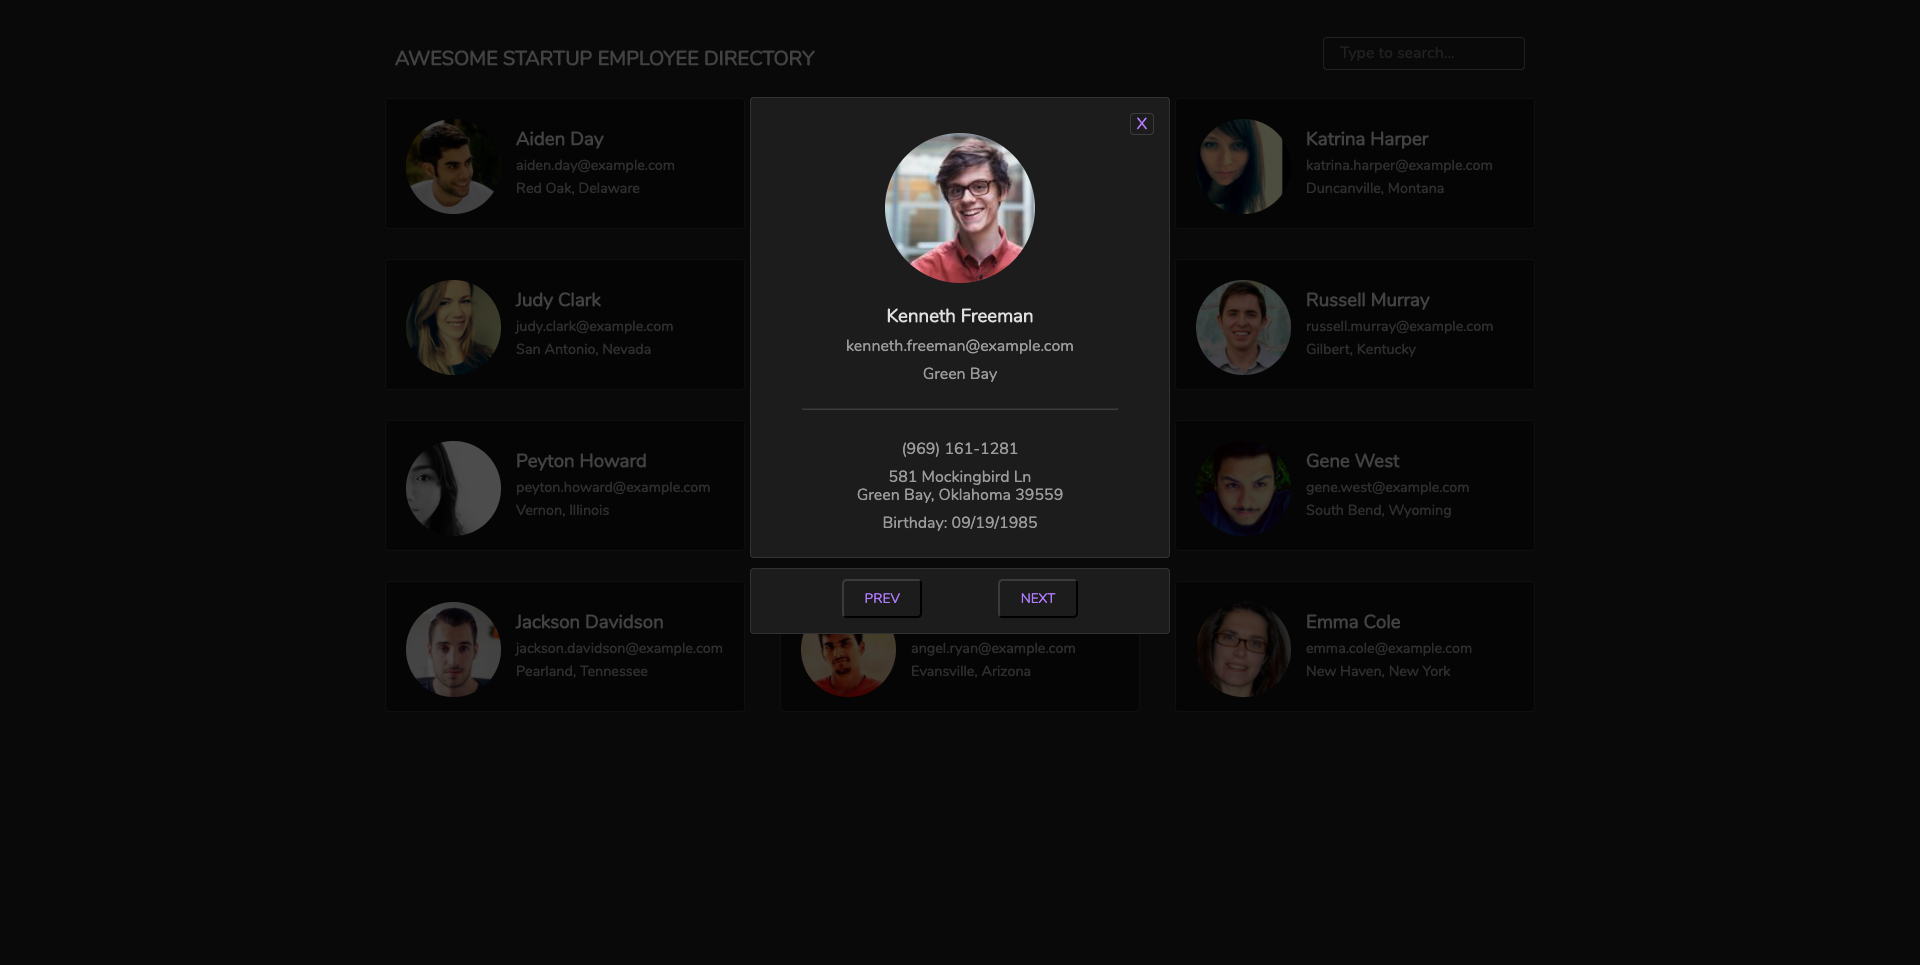 AWESOME STARTUP EMPLOYEE DIRECTORY
Type to search...
Aiden Day
aiden.day@example.com
Red Oak, Delaware
X
Kenneth Freeman
kenneth.freeman@example.com
Green Bay
(969) 161-1281
581 Mockingbird Ln
Green Bay, Oklahoma 39559
Birthday: 09/19/1985
PREV
NEXT
Katrina Harper
katrina.harper@example.com
Duncanville, Montana
Judy Clark
judy.clark@example.com
San Antonio, Nevada
Russell Murray
russell.murray@example.com
Gilbert, Kentucky
Peyton Howard
peyton.howard@example.com
Vernon, Illinois
Gene West
gene.west@example.com
South Bend, Wyoming
Jackson Davidson
jackson.davidson@example.com
Pearland, Tennessee
angel.ryan@example.com
Evansville, Arizona
Emma Cole
emma.cole@example.com
New Haven, New York